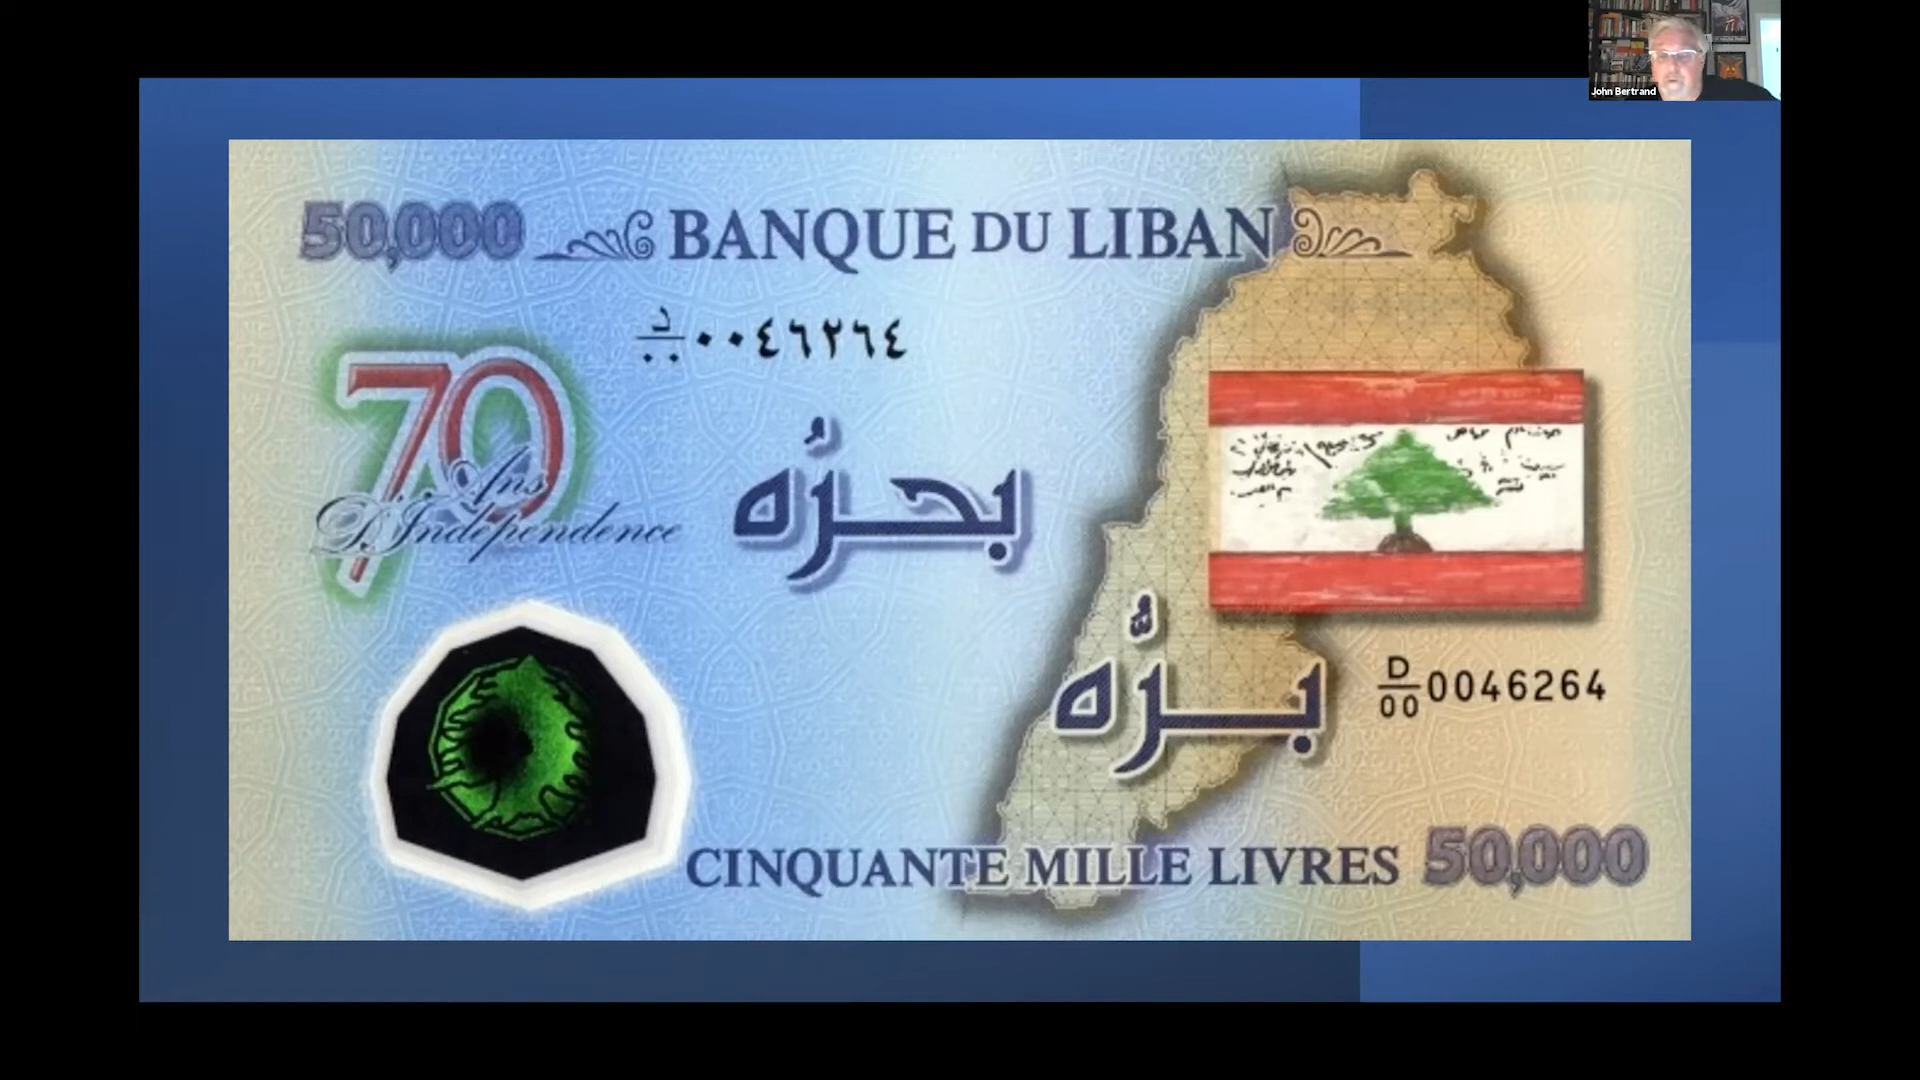 John Bertrand
50,000 BANQUE DU LIBAN
د/٠٠ ٠٠٤٦٢٦٤
70
Ans
D'Indépendence
بحرُه
برُّه
D/00 0046264
CINQUANTE MILLE LIVRES 50,000